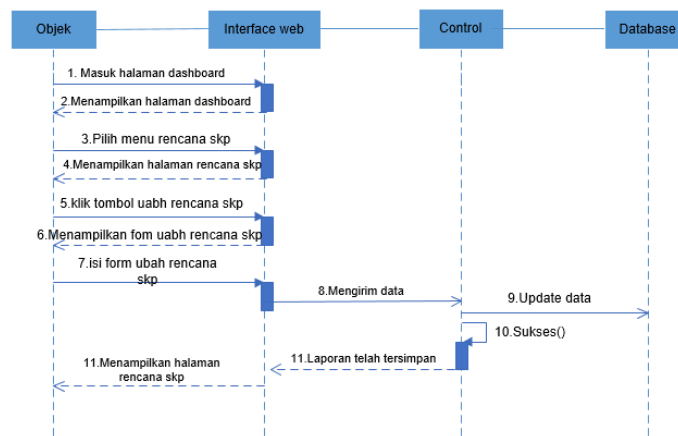 Objek
Interface web
Control
Database
1. Masuk halaman dashboard
2.Menampilkan halaman dashboard
3.Pilih menu rencana skp
4.Menampilkan halaman rencana skp
5.klik tombol uabh rencana skp
6.Menampilkan fom uabh rencana skp
7.isi form ubah rencana
skp
8.Mengirim data
9.Update data
10.Sukses()
11.Laporan telah tersimpan
11.Menampilkan halaman
rencana skp